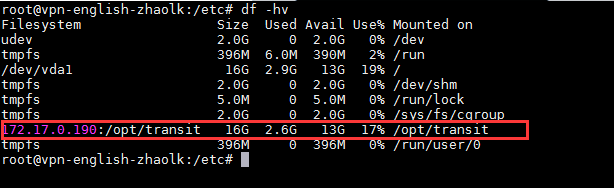 root@vpn-english-zhaolk:/etc# df -hv
Filesystem Size Used Avail Use% Mounted on
udev 2.0G 0 2.0G 0% /dev
tmpfs 396M 6.0M 390M 2% /run
/dev/vda1 16G 2.9G 13G 19% /
tmpfs 2.0G 0 2.0G 0% /dev/shm
tmpfs 5.0M 0 5.0M 0% /run/lock
tmpfs 2.0G 0 2.0G 0% /sys/fs/cgroup
172.17.0.190:/opt/transit 16G 2.6G 13G 17% /opt/transit
tmpfs 396M 0 396M 0% /run/user/0
root@vpn-english-zhaolk:/etc#